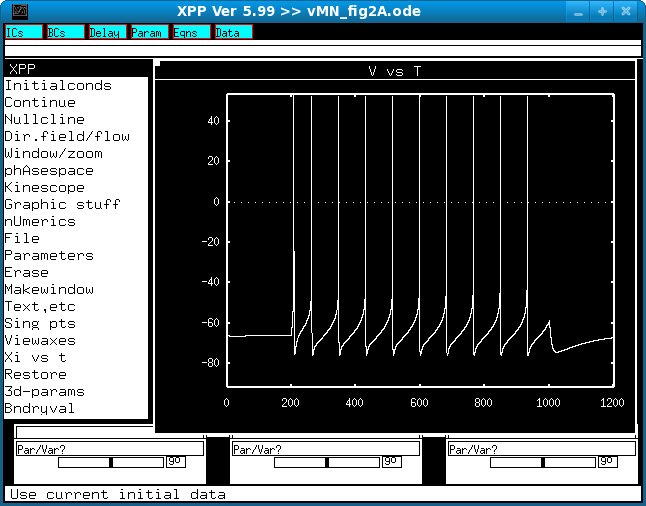 XPP Ver 5.99 >> vMN_fig2A.ode
ICs BCs Delay Param Eqns Data
XPP
V vs T
Initialconds
Continue
Nullcline
Dir.field/flow
Window/zoom
phAsespace
Kinescope
Graphic stuff
nUmerics
File
Parameters
Erase
Makewindow
Text,etc
Sing pts
Viewaxes
Xi vs t
Restore
3d-params
Bndryval
40
20
0
-20
-40
-60
-80
0 200 400 600 800 1000 1200
Par/Var? Par/Var? Par/Var?
go go go
Use current initial data